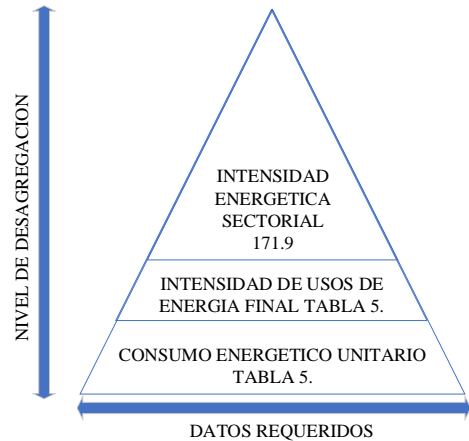 NIVEL DE DESAGREGACION
INTENSIDAD
ENERGETICA
SECTORIAL
171.9
INTENSIDAD DE USOS DE
ENERGIA FINAL TABLA 5.
CONSUMO ENERGETICO UNITARIO
TABLA 5.
DATOS REQUERIDOS